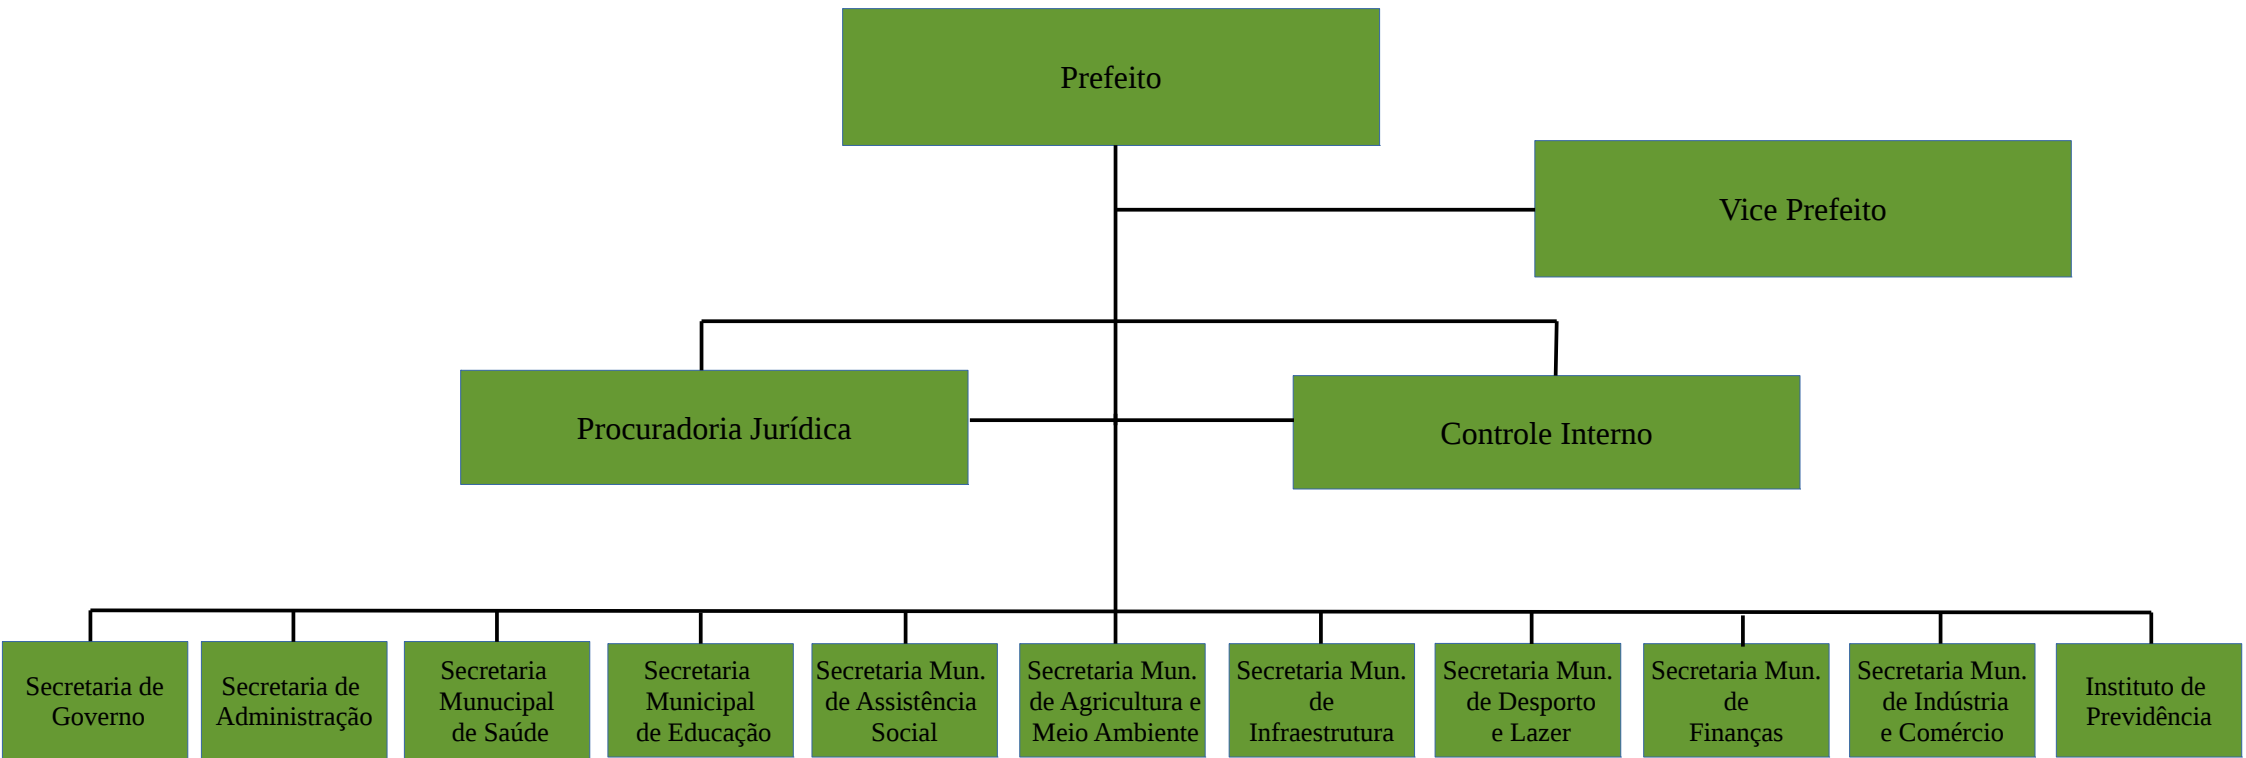 Prefeito
Vice Prefeito
Procuradoria Jurídica
Controle Interno
Secretaria de
Governo
Secretaria de
Administração
Secretaria
Munucipal
de Saúde
Secretaria
Municipal
de Educação
Secretaria Mun.
de Assistência
Social
Secretaria Mun.
de Agricultura e
Meio Ambiente
Secretaria Mun.
de
Infraestrutura
Secretaria Mun.
de Desporto
e Lazer
Secretaria Mun.
de
Finanças
Secretaria Mun.
de Indústria
e Comércio
Instituto de
Previdência